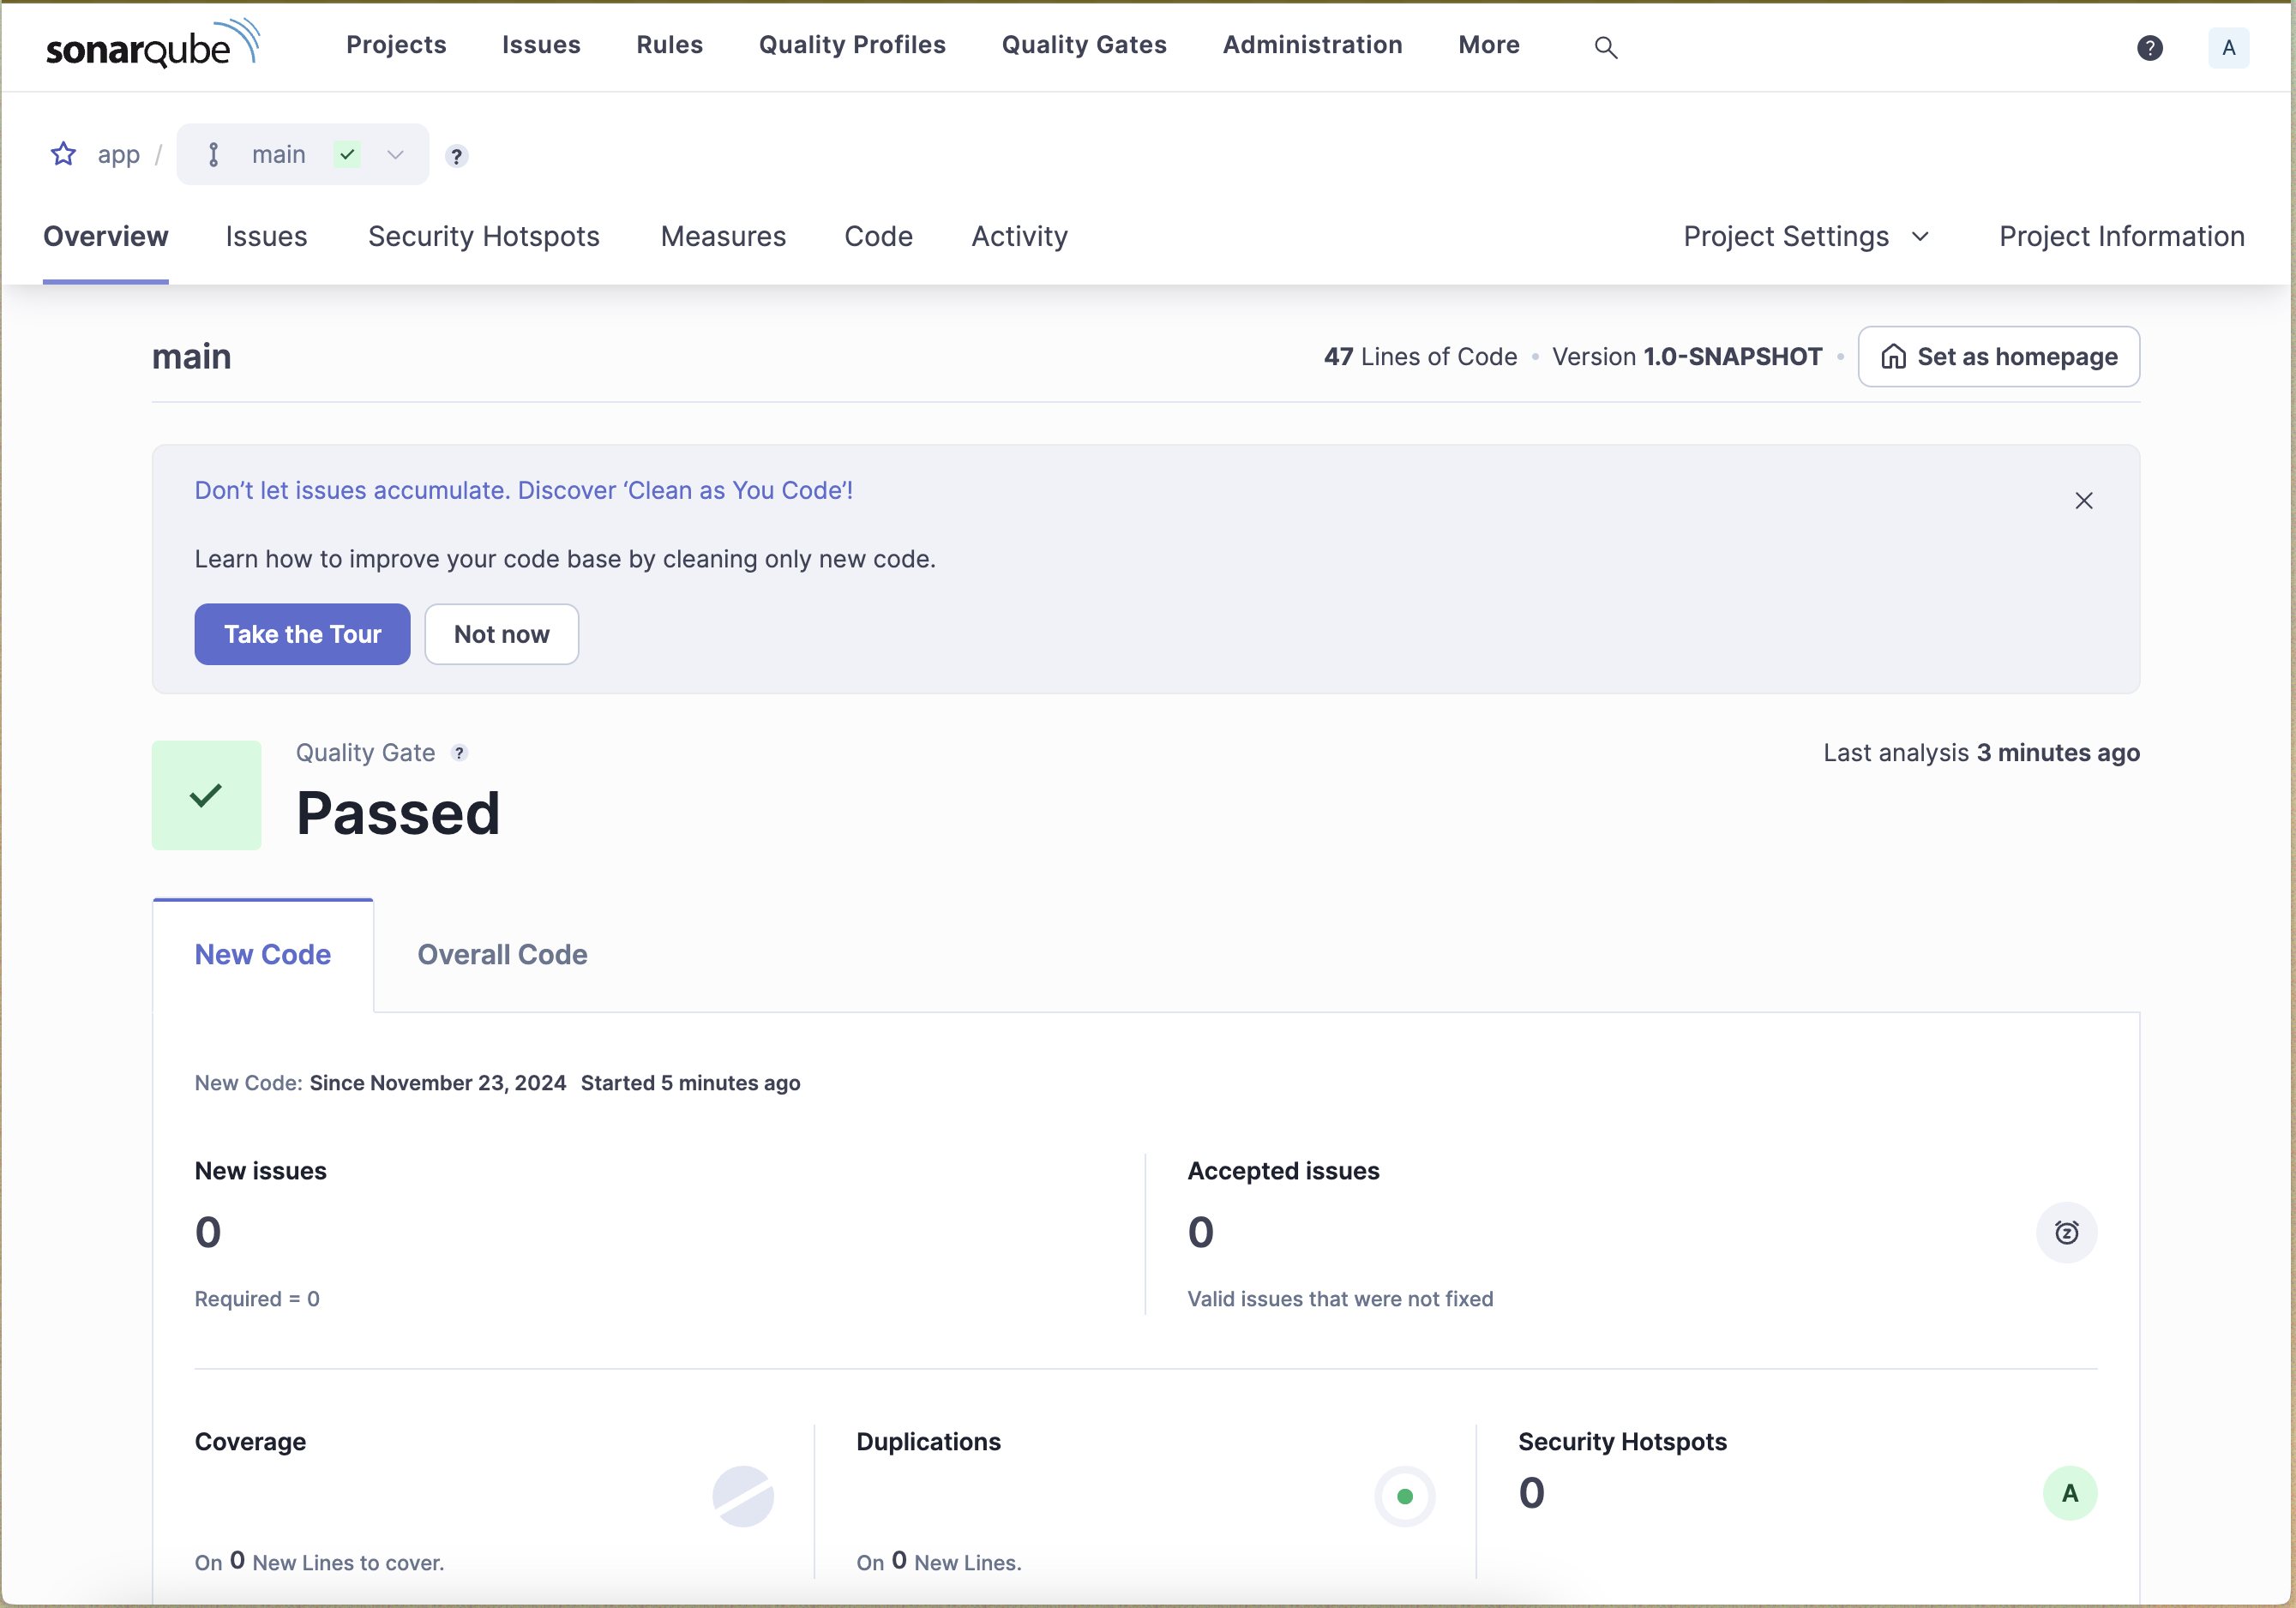 sonarqube Projects Issues Rules Quality Profiles Quality Gates Administration More ? A
app / main ?
Overview Issues Security Hotspots Measures Code Activity Project Settings Project Information
main 47 Lines of Code • Version 1.0-SNAPSHOT • Set as homepage
Don’t let issues accumulate. Discover ‘Clean as You Code’!
Learn how to improve your code base by cleaning only new code.
Take the Tour Not now
Quality Gate ? Last analysis 3 minutes ago
Passed
New Code Overall Code
New Code: Since November 23, 2024 Started 5 minutes ago
New issues Accepted issues
0 0 z
Required = 0 Valid issues that were not fixed
Coverage Duplications Security Hotspots
0 A
On 0 New Lines to cover. On 0 New Lines.